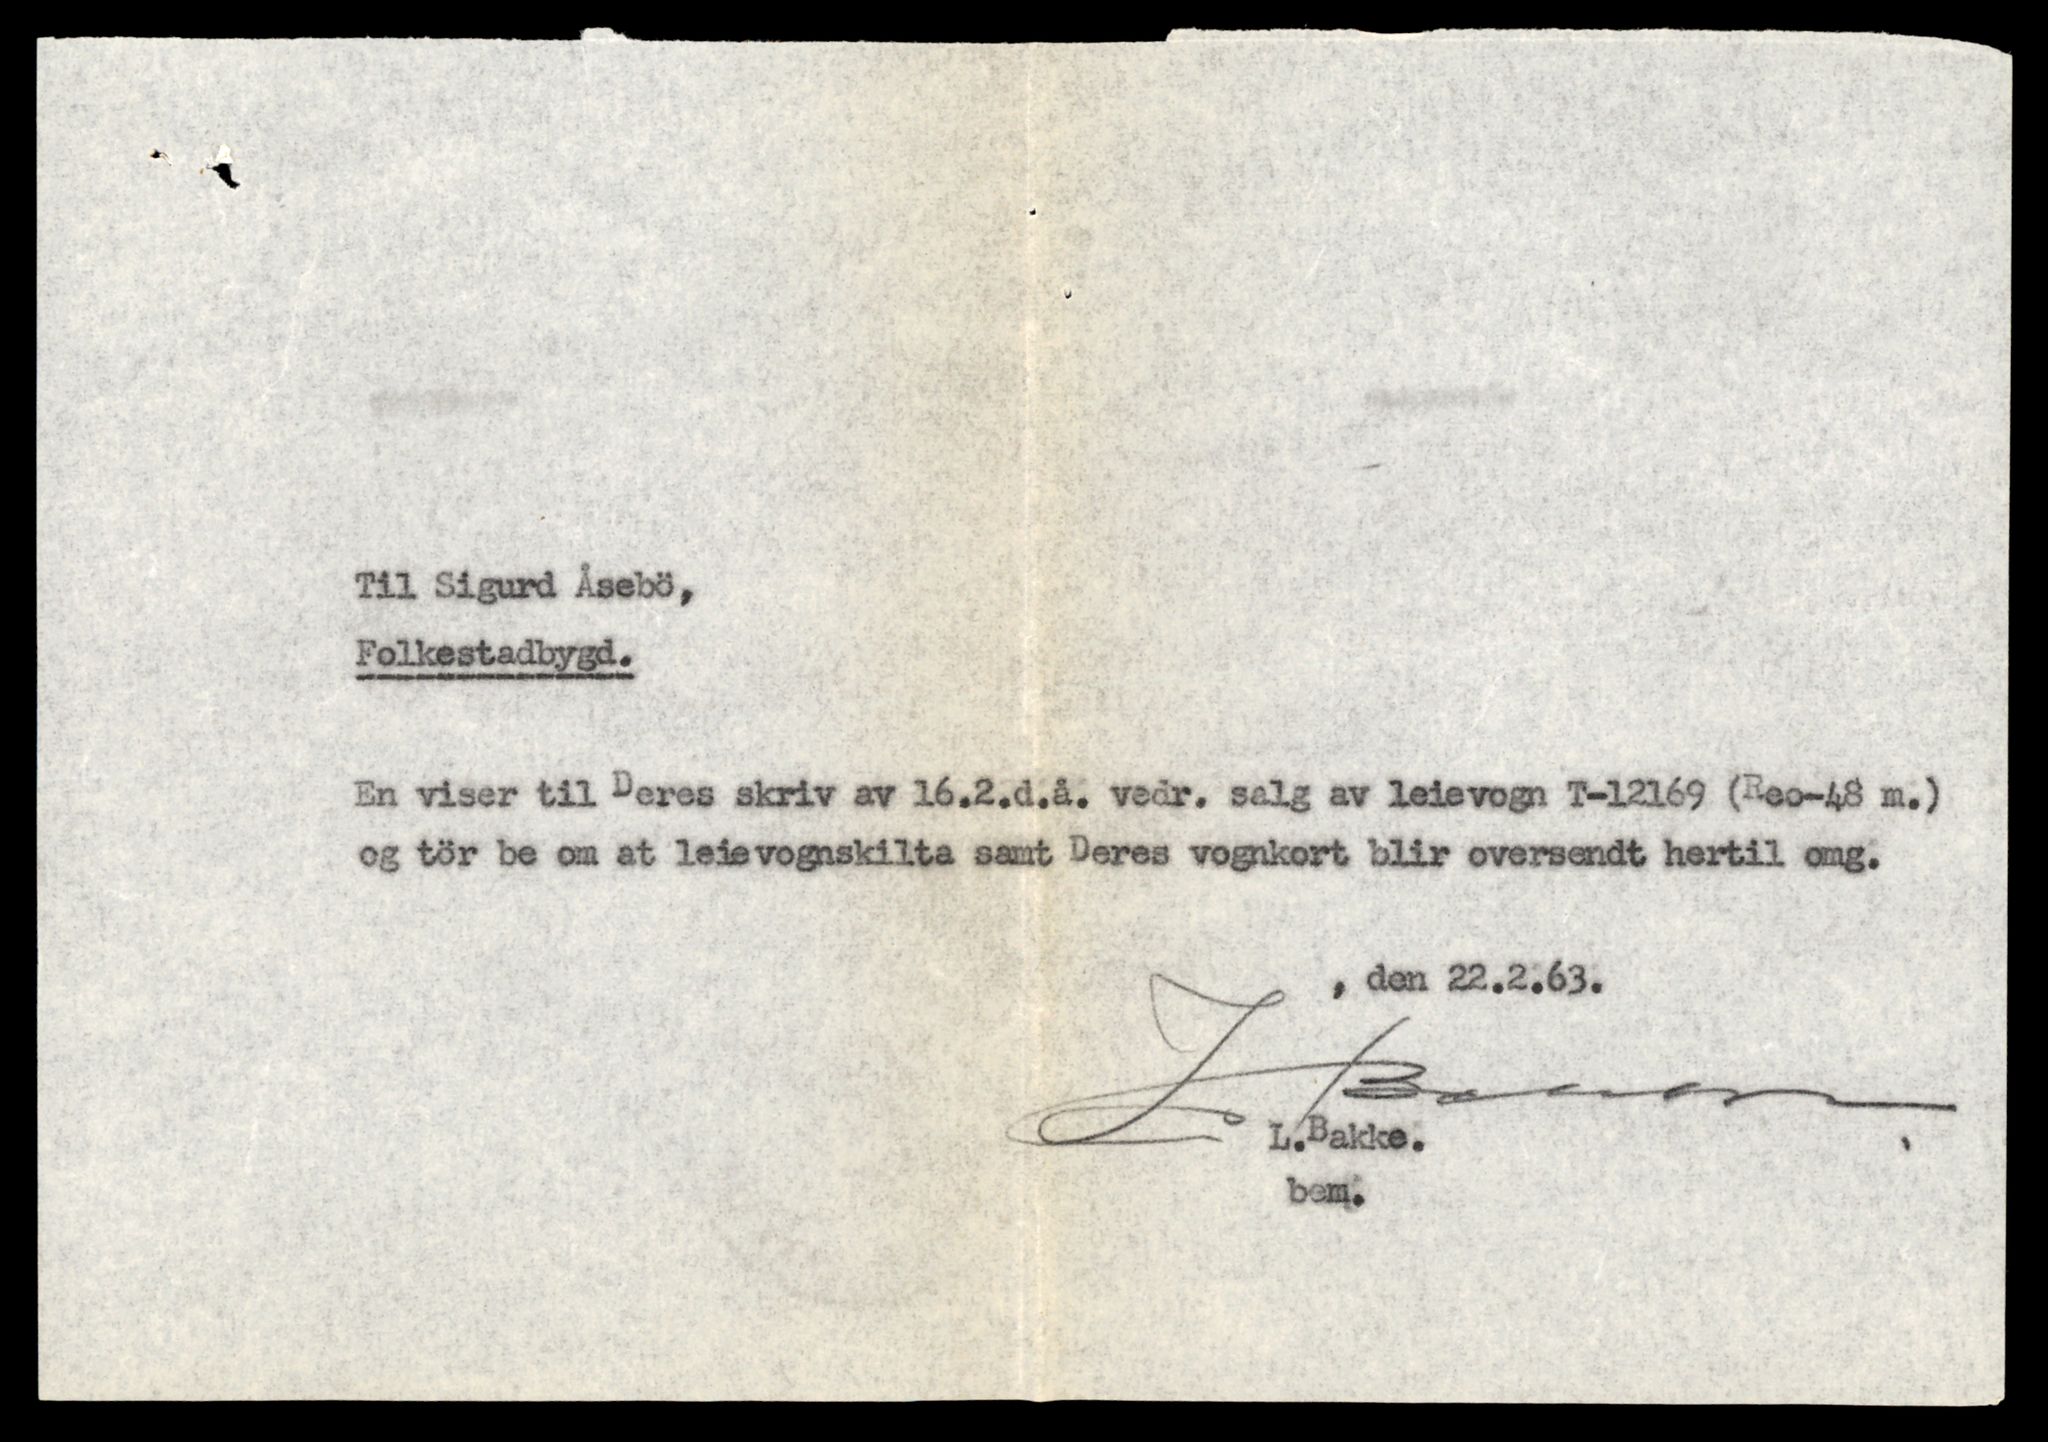 Til Sigurd Åsebö,
Folkestadbygd.
En viser til Deres skriv av 16.2.d.å. vedr. salg av leievogn T-12169 (Reo-48 m.)
og tör be om at leievognskilta samt Deres vognkort blir oversendt hertil omg.
, den 22.2.63.
L. Bakke
L.Bakke.
bem.